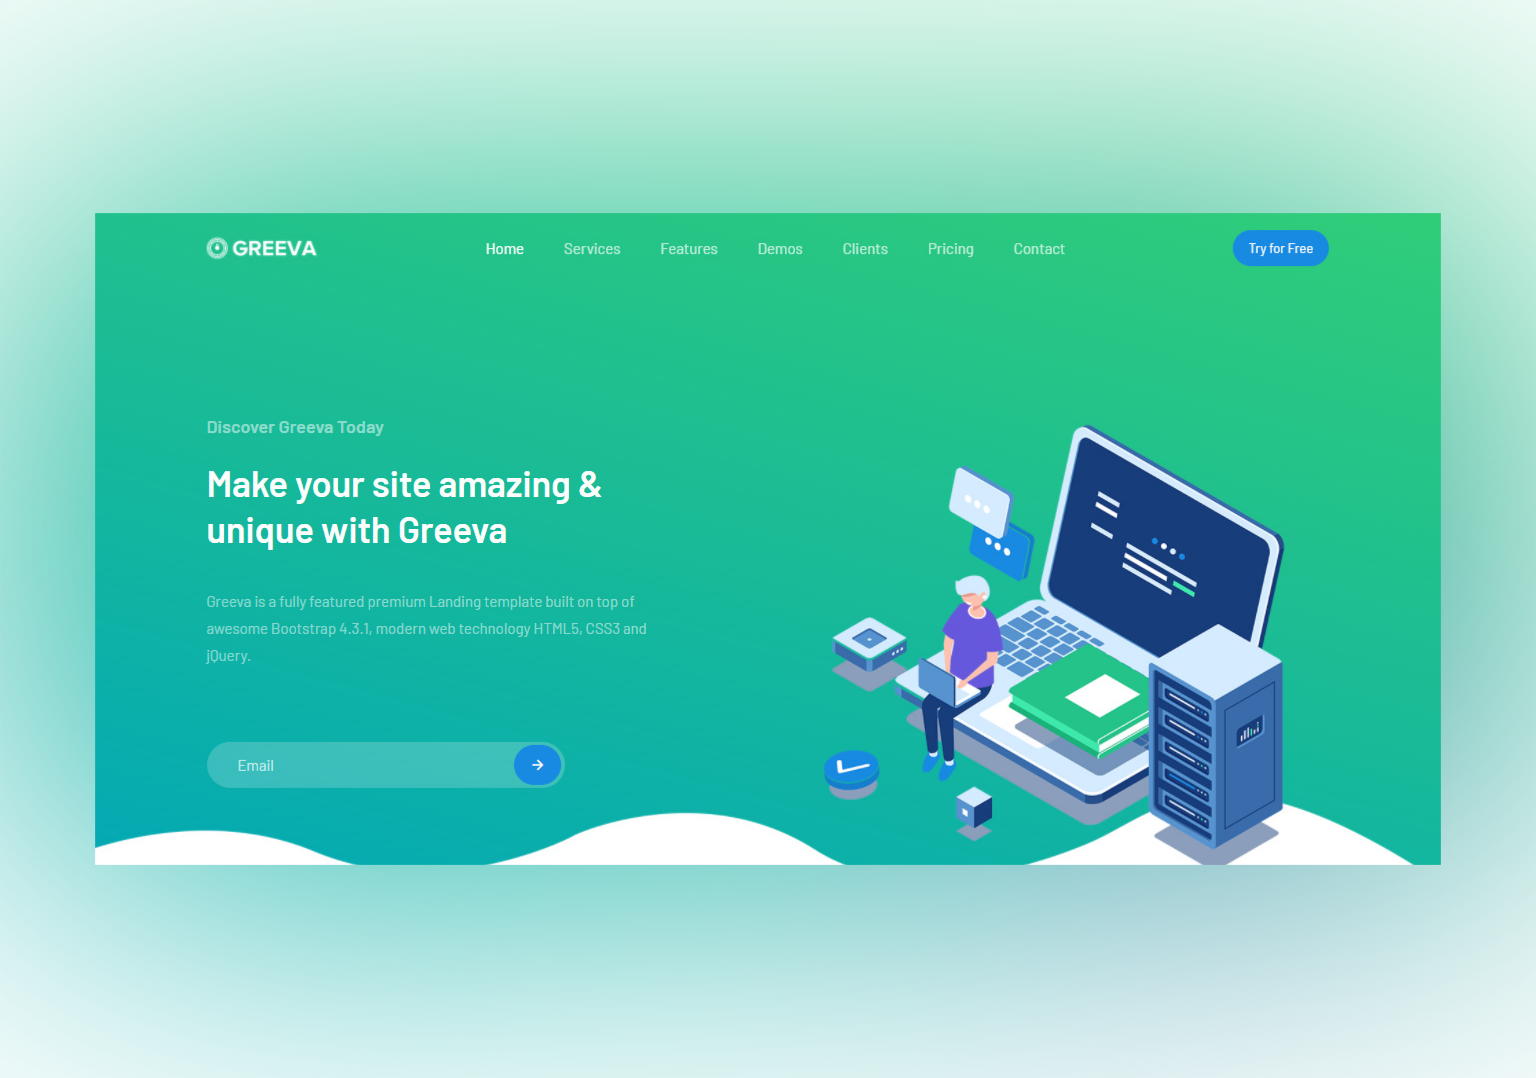 GREEVA
Home Services Features Demos Clients Pricing Contact
Try for Free
Discover Greeva Today
Make your site amazing &
unique with Greeva
Greeva is a fully featured premium Landing template built on top of
awesome Bootstrap 4.3.1, modern web technology HTML5, CSS3 and
jQuery.
Email